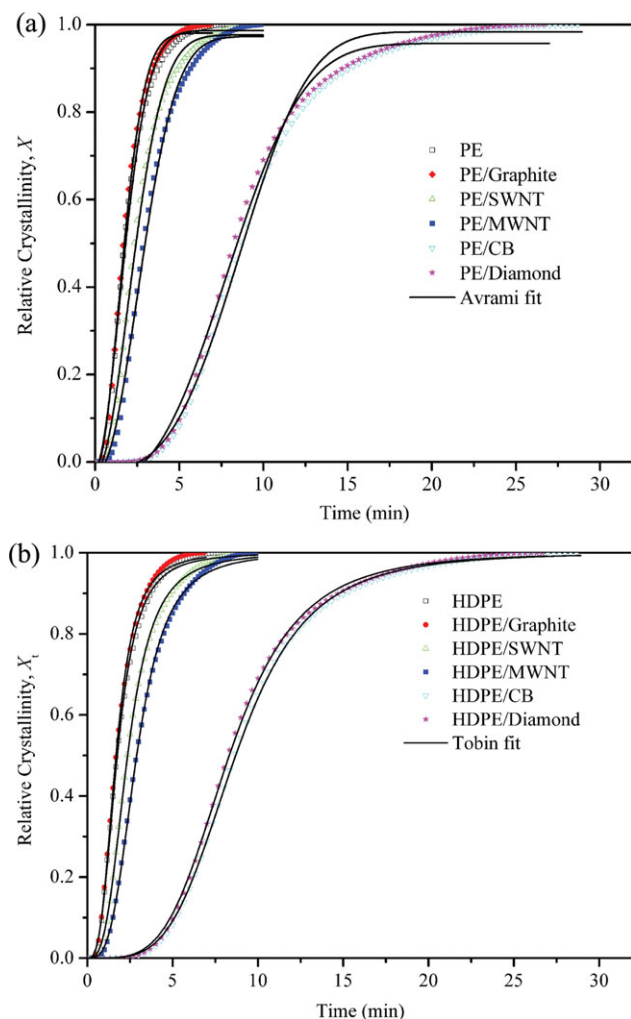 (a)
1.0
0.8
0.6
0.4
0.2
0.0
Relative Crystallinity, X
PE
PE/Graphite
PE/SWNT
PE/MWNT
PE/CB
PE/Diamond
Avrami fit
0 5 10 15 20 25 30
Time (min)
(b)
1.0
0.8
0.6
0.4
0.2
0.0
Relative Crystallinity, Xt
HDPE
HDPE/Graphite
HDPE/SWNT
HDPE/MWNT
HDPE/CB
HDPE/Diamond
Tobin fit
0 5 10 15 20 25 30
Time (min)